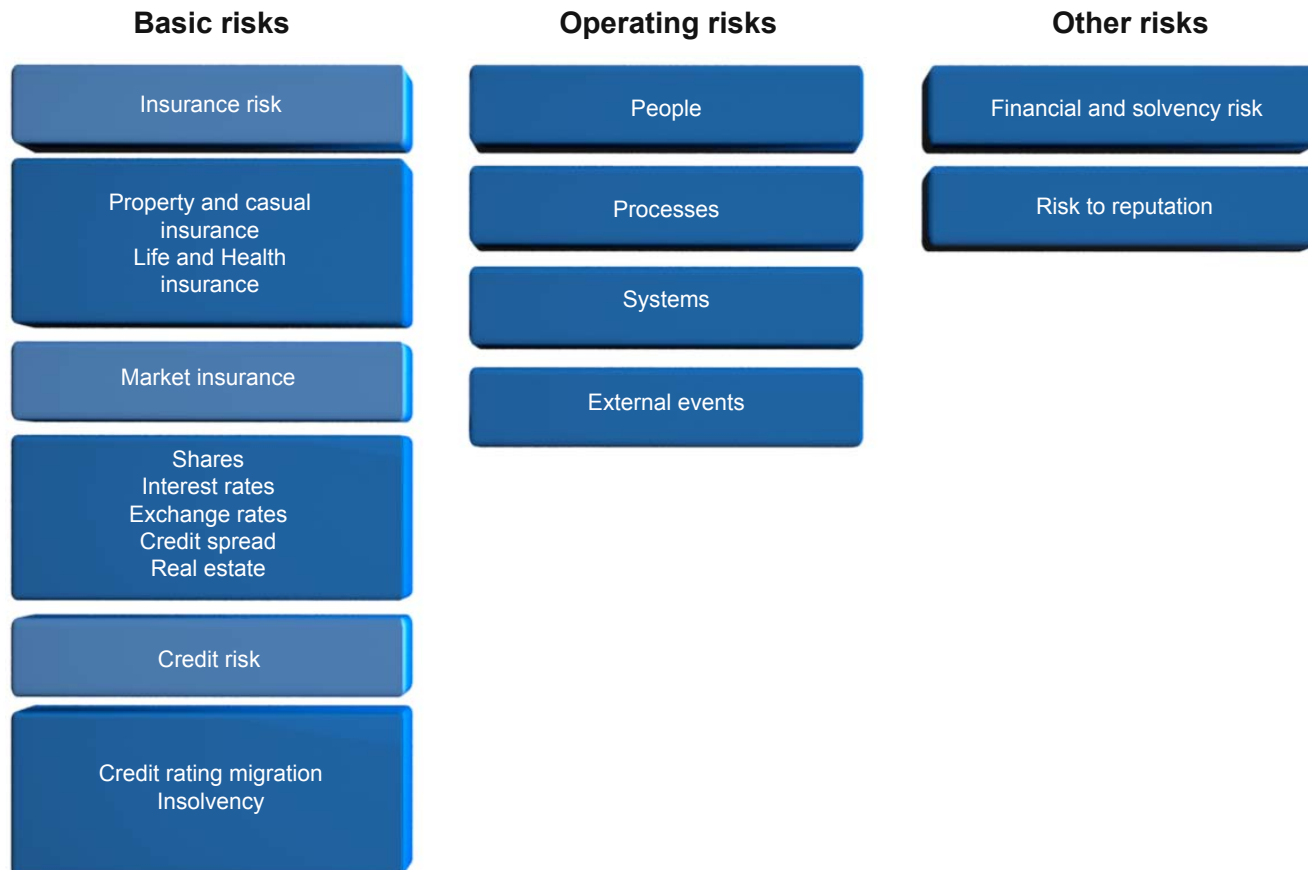 Basic risks
Insurance risk
Property and casual
insurance
Life and Health
insurance
Market insurance
Shares
Interest rates
Exchange rates
Credit spread
Real estate
Credit risk
Credit rating migration
Insolvency
Operating risks
People
Processes
Systems
External events
Other risks
Financial and solvency risk
Risk to reputation